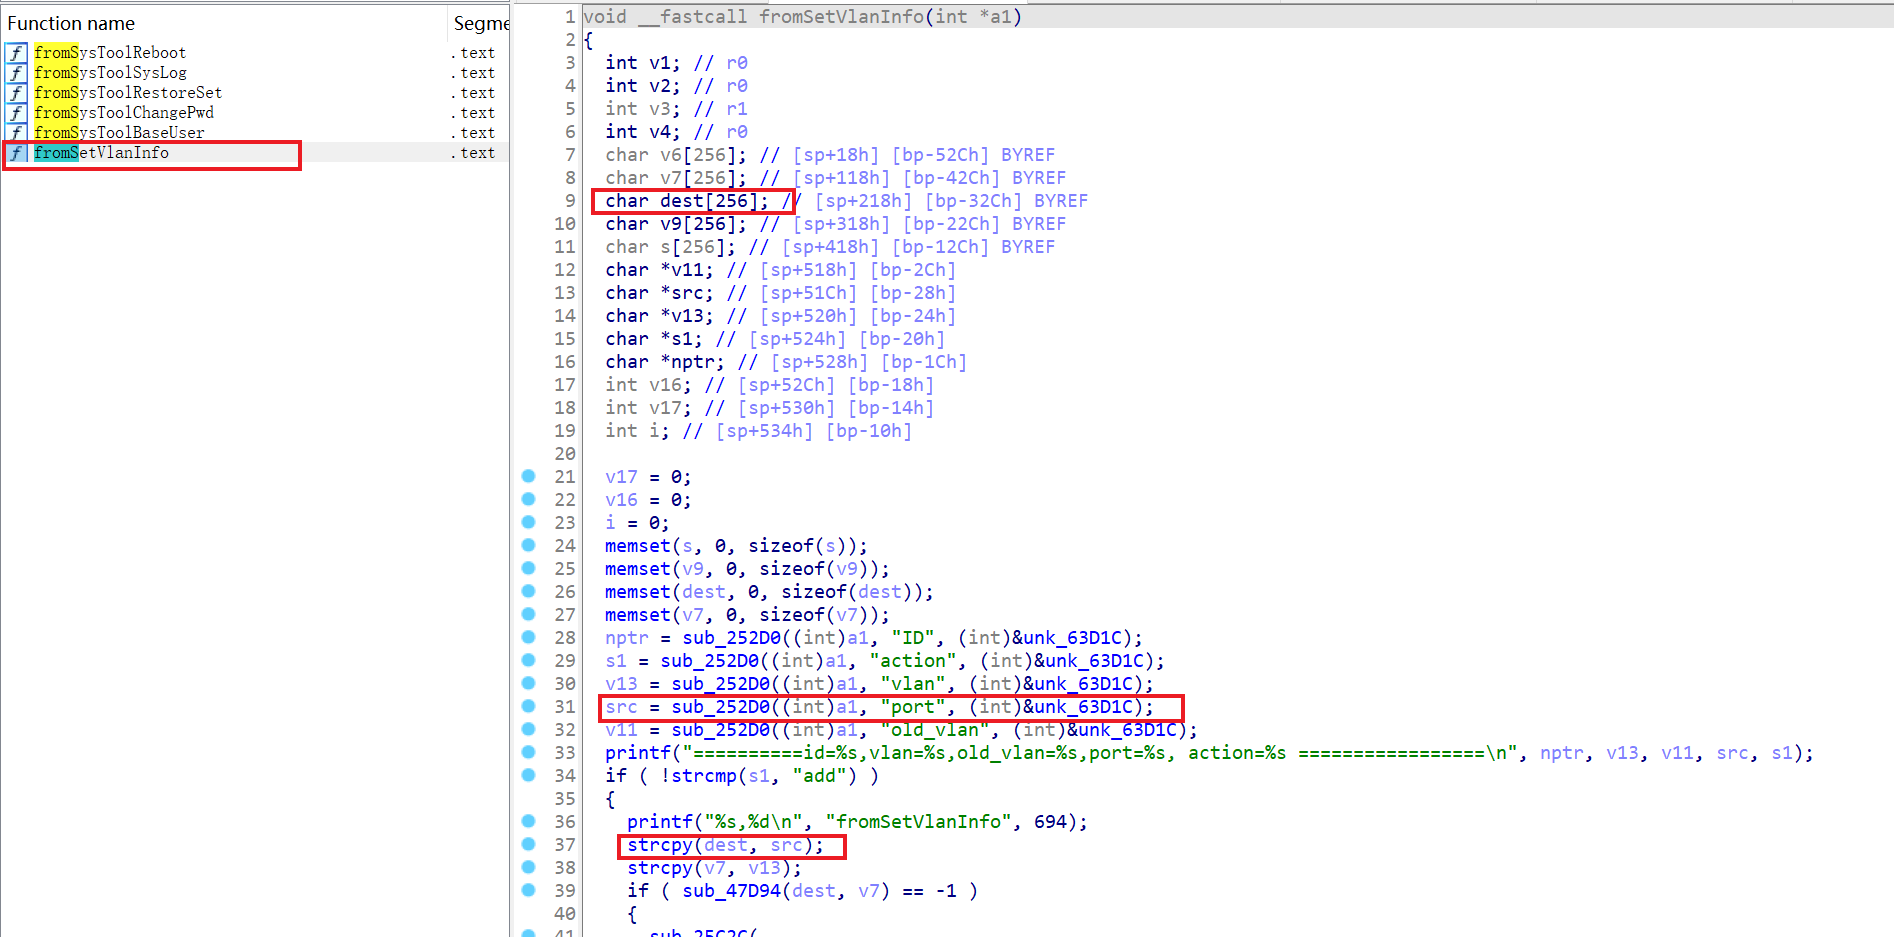 Function name Segme
f fromSysToolReboot .text
f fromSysToolSysLog .text
f fromSysToolRestoreSet .text
f fromSysToolChangePwd .text
f fromSysToolBaseUser .text
f fromSetVlanInfo .text
1 void __fastcall fromSetVlanInfo(int *a1)
2 {
3 int v1; // r0
4 int v2; // r0
5 int v3; // r1
6 int v4; // r0
7 char v6[256]; // [sp+18h] [bp-52Ch] BYREF
8 char v7[256]; // [sp+118h] [bp-42Ch] BYREF
9 char dest[256]; // [sp+218h] [bp-32Ch] BYREF
10 char v9[256]; // [sp+318h] [bp-22Ch] BYREF
11 char s[256]; // [sp+418h] [bp-12Ch] BYREF
12 char *v11; // [sp+518h] [bp-2Ch]
13 char *src; // [sp+51Ch] [bp-28h]
14 char *v13; // [sp+520h] [bp-24h]
15 char *s1; // [sp+524h] [bp-20h]
16 char *nptr; // [sp+528h] [bp-1Ch]
17 int v16; // [sp+52Ch] [bp-18h]
18 int v17; // [sp+530h] [bp-14h]
19 int i; // [sp+534h] [bp-10h]
20
21 v17 = 0;
22 v16 = 0;
23 i = 0;
24 memset(s, 0, sizeof(s));
25 memset(v9, 0, sizeof(v9));
26 memset(dest, 0, sizeof(dest));
27 memset(v7, 0, sizeof(v7));
28 nptr = sub_252D0((int)a1, "ID", (int)&unk_63D1C);
29 s1 = sub_252D0((int)a1, "action", (int)&unk_63D1C);
30 v13 = sub_252D0((int)a1, "vlan", (int)&unk_63D1C);
31 src = sub_252D0((int)a1, "port", (int)&unk_63D1C);
32 v11 = sub_252D0((int)a1, "old_vlan", (int)&unk_63D1C);
33 printf("==========id=%s,vlan=%s,old_vlan=%s,port=%s, action=%s =================\n", nptr, v13, v11, src, s1);
34 if ( !strcmp(s1, "add") )
35 {
36 printf("%s,%d\n", "fromSetVlanInfo", 694);
37 strcpy(dest, src);
38 strcpy(v7, v13);
39 if ( sub_47D94(dest, v7) == -1 )
40 {
41 sub_25C2C(